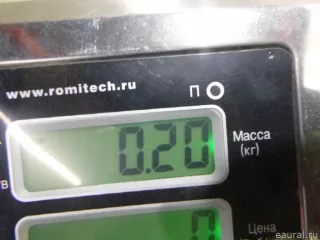 www.romitech.ru
П
0.20
Масса
(кг)
0
Цена
eaural.ru